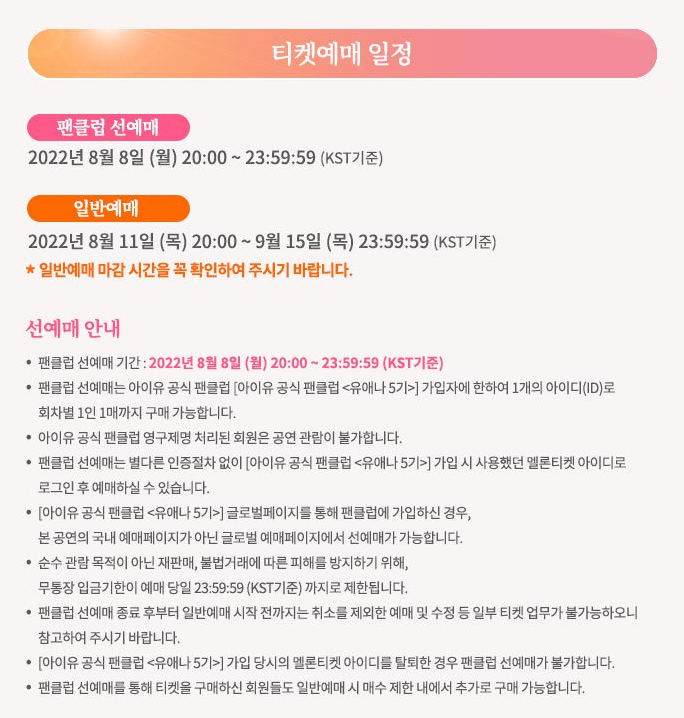 티켓예매 일정
팬클럽 선예매
2022년 8월 8일 (월) 20:00 ~ 23:59:59 (KST기준)
일반예매
2022년 8월 11일 (목) 20:00 ~ 9월 15일 (목) 23:59:59 (KST기준)
* 일반예매 마감 시간을 꼭 확인하여 주시기 바랍니다.
선예매 안내
• 팬클럽 선예매 기간 : 2022년 8월 8일 (월) 20:00 ~ 23:59:59 (KST기준)
• 팬클럽 선예매는 아이유 공식 팬클럽 [아이유 공식 팬클럽 <유애나 5기>] 가입자에 한하여 1개의 아이디(ID)로
회차별 1인 1매까지 구매 가능합니다.
• 아이유 공식 팬클럽 영구제명 처리된 회원은 공연 관람이 불가합니다.
• 팬클럽 선예매는 별다른 인증절차 없이 [아이유 공식 팬클럽 <유애나 5기>] 가입 시 사용했던 멜론티켓 아이디로
로그인 후 예매하실 수 있습니다.
• [아이유 공식 팬클럽 <유애나 5기>] 글로벌페이지를 통해 팬클럽에 가입하신 경우,
본 공연의 국내 예매페이지가 아닌 글로벌 예매페이지에서 선예매가 가능합니다.
• 순수 관람 목적이 아닌 재판매, 불법거래에 따른 피해를 방지하기 위해,
무통장 입금기한이 예매 당일 23:59:59 (KST기준) 까지로 제한됩니다.
• 팬클럽 선예매 종료 후부터 일반예매 시작 전까지는 취소를 제외한 예매 및 수정 등 일부 티켓 업무가 불가능하오니
참고하여 주시기 바랍니다.
• [아이유 공식 팬클럽 <유애나 5기>] 가입 당시의 멜론티켓 아이디를 탈퇴한 경우 팬클럽 선예매가 불가합니다.
• 팬클럽 선예매를 통해 티켓을 구매하신 회원들도 일반예매 시 매수 제한 내에서 추가로 구매 가능합니다.